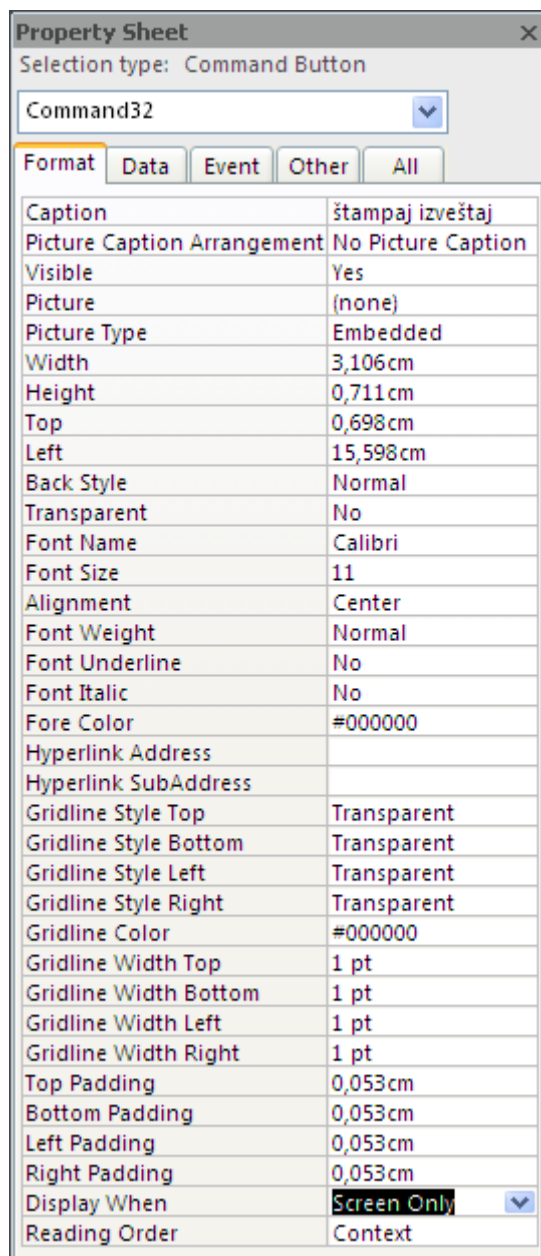 Property Sheet
Selection type: Command Button
Command32
Format Data Event Other All
Caption štampaj izveštaj
Picture Caption Arrangement No Picture Caption
Visible Yes
Picture (none)
Picture Type Embedded
Width 3,106cm
Height 0,711cm
Top 0,698cm
Left 15,598cm
Back Style Normal
Transparent No
Font Name Calibri
Font Size 11
Alignment Center
Font Weight Normal
Font Underline No
Font Italic No
Fore Color #000000
Hyperlink Address
Hyperlink SubAddress
Gridline Style Top Transparent
Gridline Style Bottom Transparent
Gridline Style Left Transparent
Gridline Style Right Transparent
Gridline Color #000000
Gridline Width Top 1 pt
Gridline Width Bottom 1 pt
Gridline Width Left 1 pt
Gridline Width Right 1 pt
Top Padding 0,053cm
Bottom Padding 0,053cm
Left Padding 0,053cm
Right Padding 0,053cm
Display When Screen Only
Reading Order Context